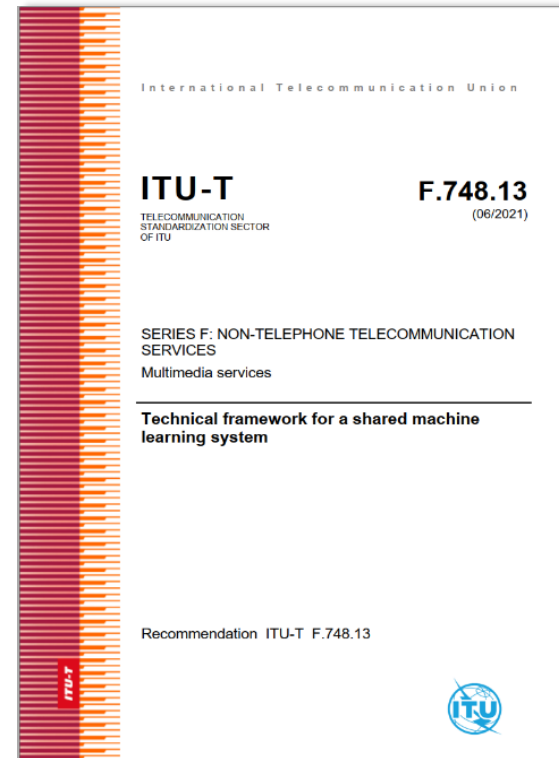 International Telecommunication Union
ITU-T
F.748.13
TELECOMMUNICATION
STANDARDIZATION SECTOR
OF ITU
(06/2021)
SERIES F: NON-TELEPHONE TELECOMMUNICATION
SERVICES
Multimedia services
Technical framework for a shared machine
learning system
Recommendation ITU-T F.748.13
ITU-T
ITU